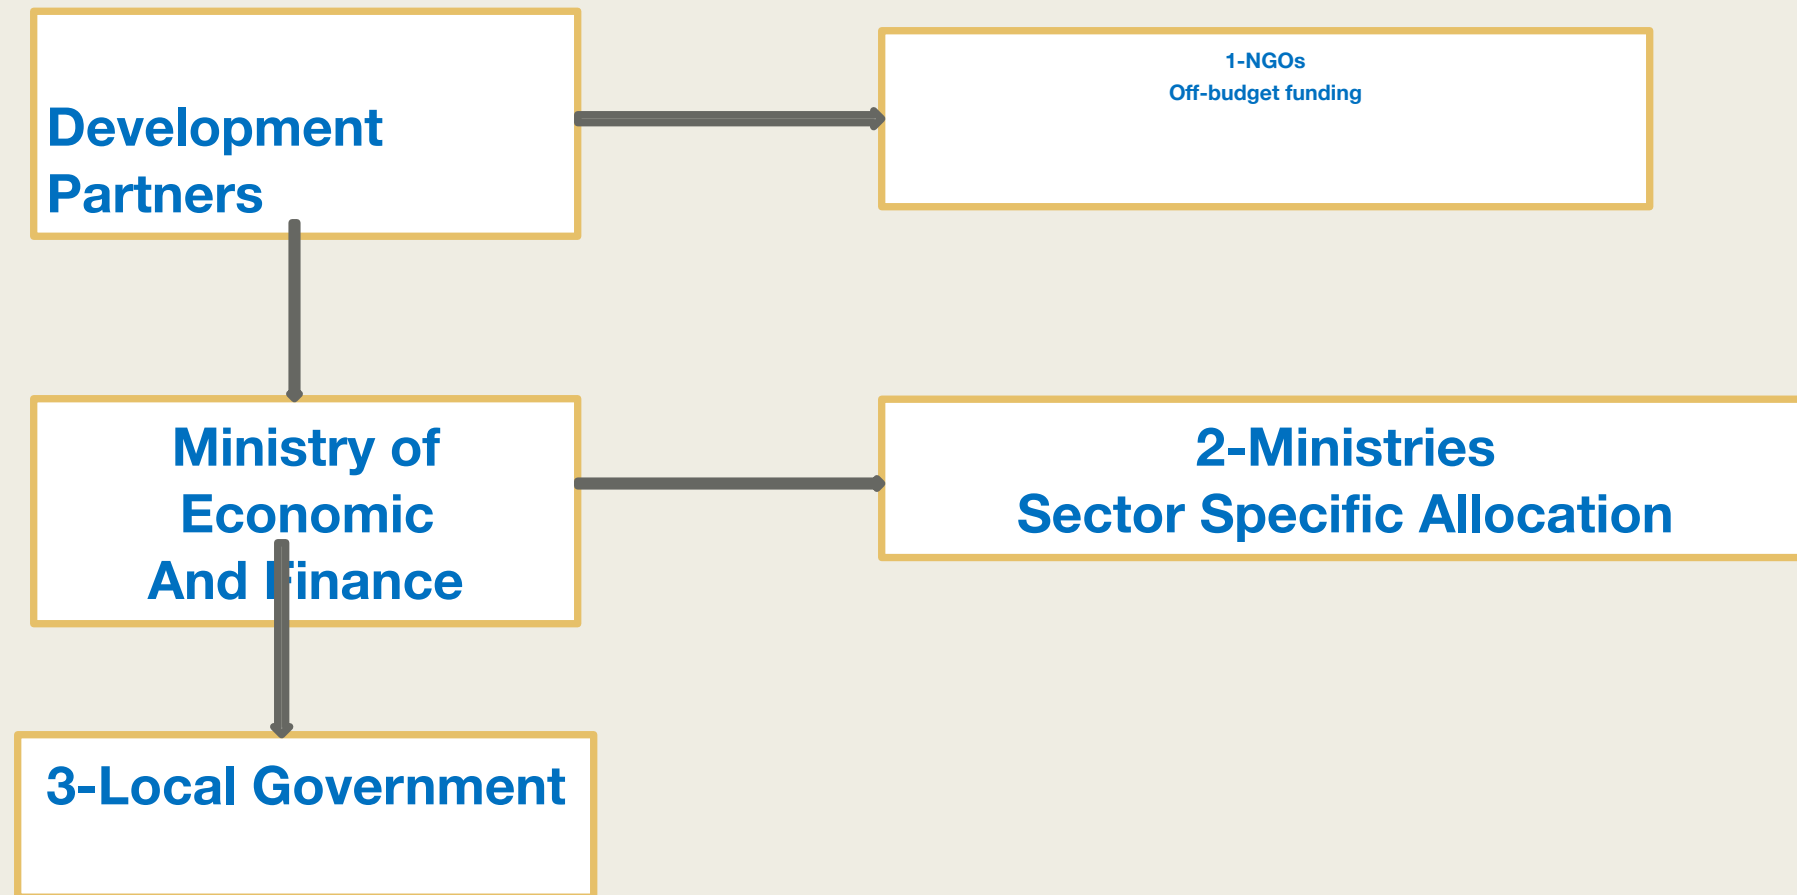 Development
Partners
1-NGOs
Off-budget funding
Ministry of
Economic
And Finance
2-Ministries
Sector Specific Allocation
3-Local Government